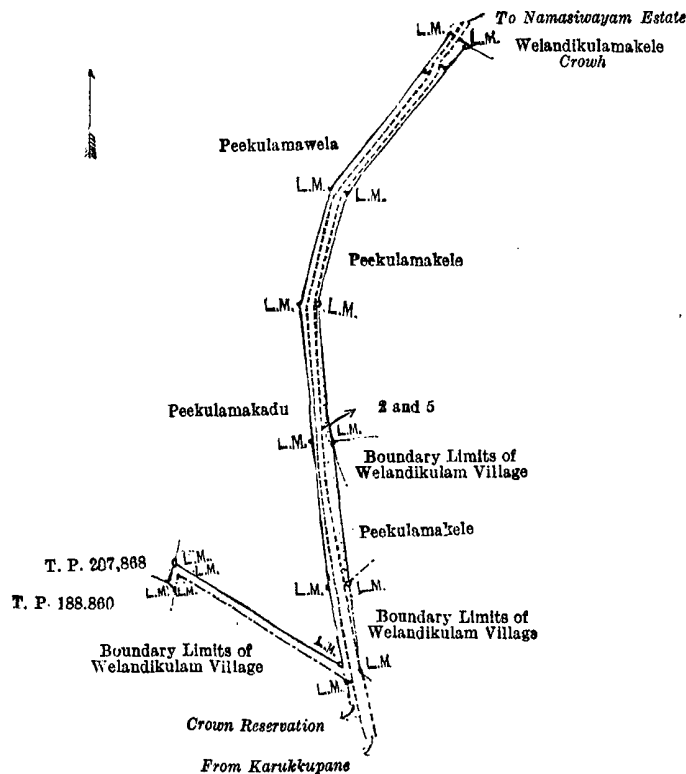 To Namasiwayam Estate
L.M.
L.M.
Welandikulamakele
Crowh
Peekulamawela
L.M.
L.M.
Peekulamakele
L.M.
L.M.
Peekulamakadu
2 and 5
L.M.
L.M.
Boundary Limits of
Welandikulam Village
Peekulamakele
T. P. 207,868
L.M.
L.M.
L.M.
L.M.
T. P. 188.860
L.M.
L.M.
Boundary Limits of
Welandikulam Village
Boundary Limits of
Welandikulam Village
L.M.
L.M
L.M.
Crown Reservation
From Karukkupane